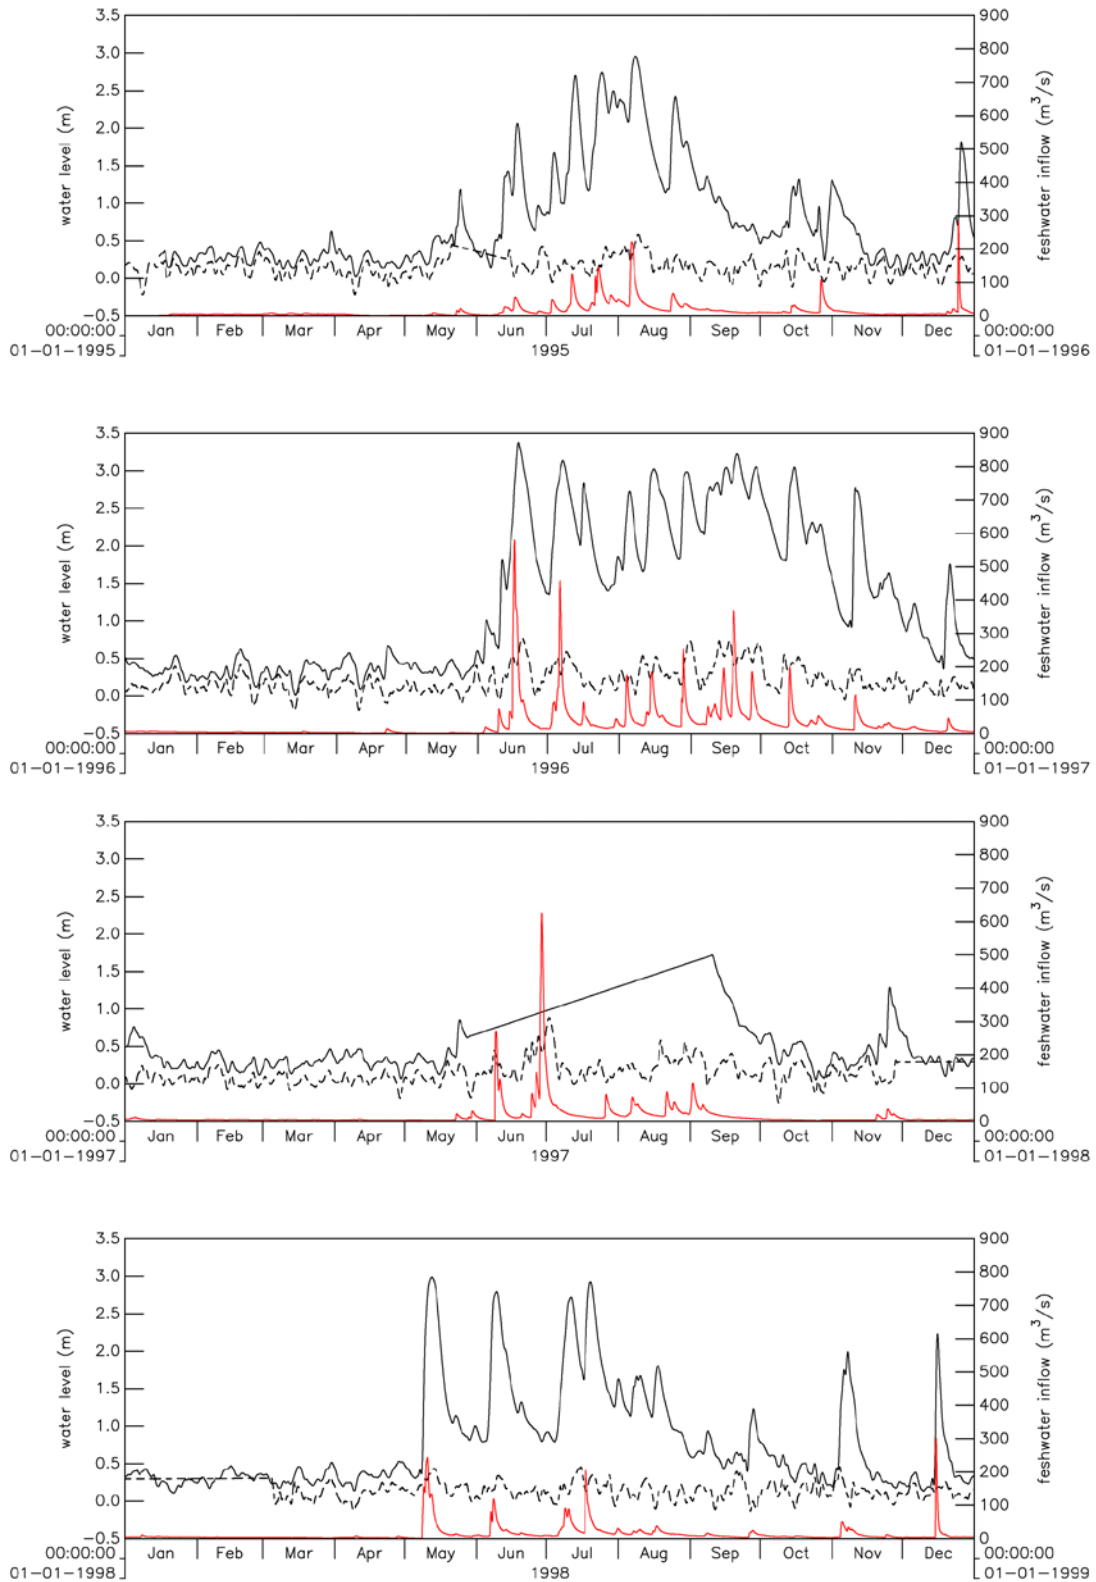 3.5 900
3.0 800
2.5 700
2.0 600
1.5 500
1.0 400
0.5 300
0.0 200
−0.5 100
0
water level (m)
feshwater inflow (m³/s)
Jan Feb Mar Apr May Jun Jul Aug Sep Oct Nov Dec
00:00:00 00:00:00
01−01−1995 1995 01−01−1996
3.5 900
3.0 800
2.5 700
2.0 600
1.5 500
1.0 400
0.5 300
0.0 200
−0.5 100
0
water level (m)
feshwater inflow (m³/s)
Jan Feb Mar Apr May Jun Jul Aug Sep Oct Nov Dec
00:00:00 00:00:00
01−01−1996 1996 01−01−1997
3.5 900
3.0 800
2.5 700
2.0 600
1.5 500
1.0 400
0.5 300
0.0 200
−0.5 100
0
water level (m)
feshwater inflow (m³/s)
Jan Feb Mar Apr May Jun Jul Aug Sep Oct Nov Dec
00:00:00 00:00:00
01−01−1997 1997 01−01−1998
3.5 900
3.0 800
2.5 700
2.0 600
1.5 500
1.0 400
0.5 300
0.0 200
−0.5 100
0
water level (m)
feshwater inflow (m³/s)
Jan Feb Mar Apr May Jun Jul Aug Sep Oct Nov Dec
00:00:00 00:00:00
01−01−1998 1998 01−01−1999